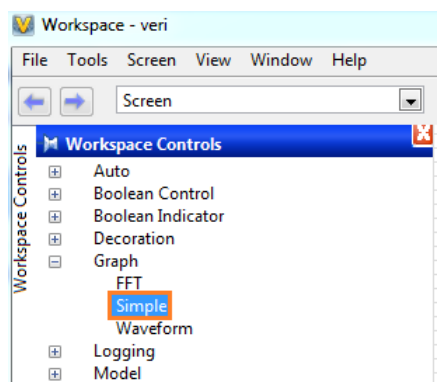 Workspace - veri
File Tools Screen View Window Help
Screen
Workspace Controls
Workspace Controls
Auto
Boolean Control
Boolean Indicator
Decoration
Graph
FFT
Simple
Waveform
Logging
Model